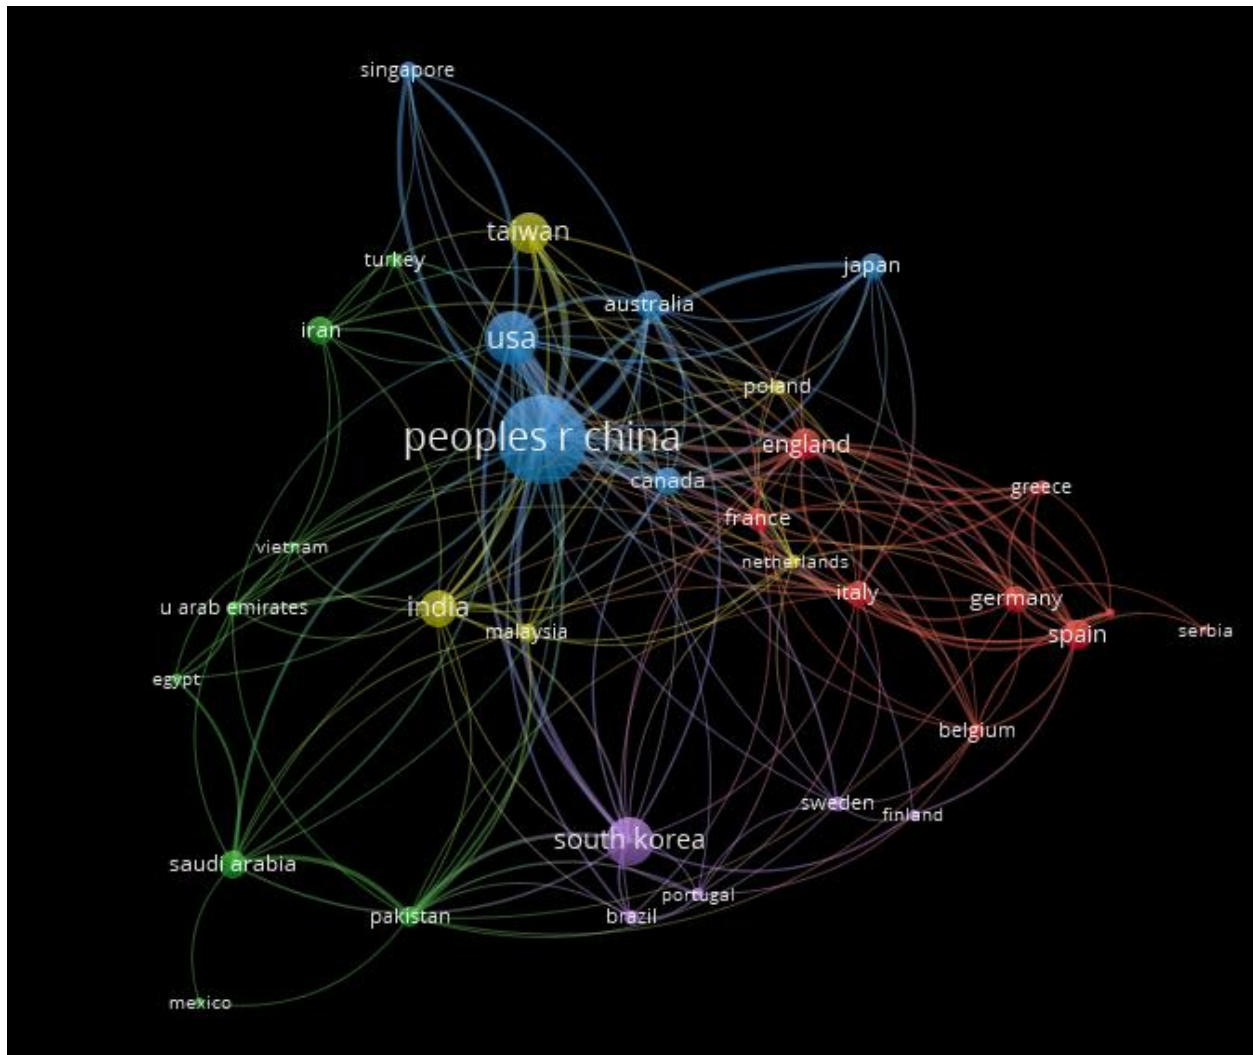 singapore
taiwan
turkey
japan
australia
iran
usa
poland
peoples r china
england
canada
greece
france
vietnam
netherlands
italy
germany
u arab emirates
india
malaysia
spain
serbia
egypt
belgium
sweden
finland
south korea
saudi arabia
portugal
pakistan
brazil
mexico